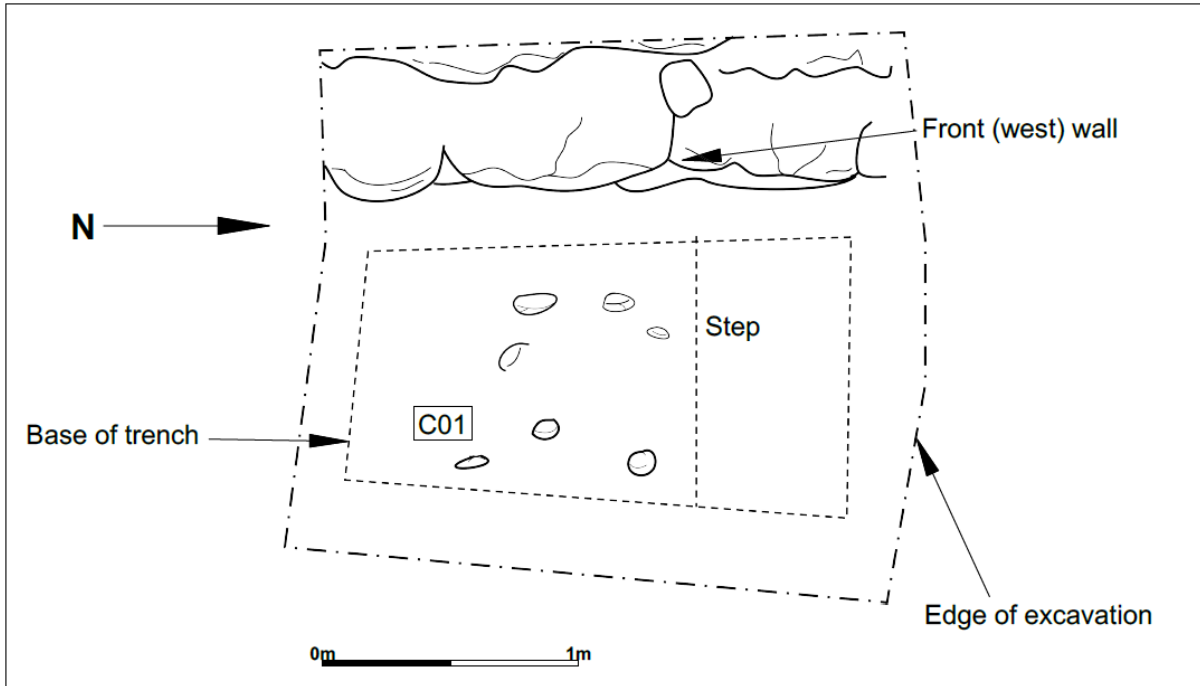 Front (west) wall
N
Step
C01
Base of trench
Edge of excavation
0m 1m